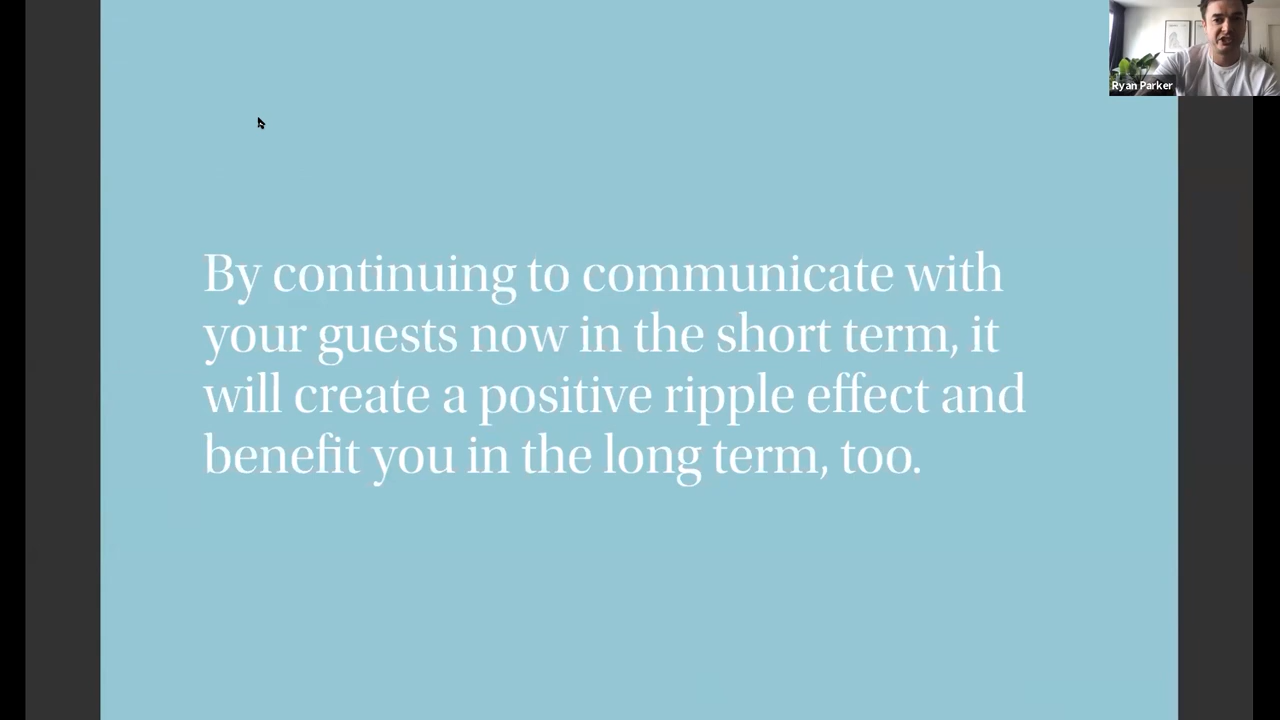 Ryan Parker
By continuing to communicate with
your guests now in the short term, it
will create a positive ripple effect and
benefit you in the long term, too.